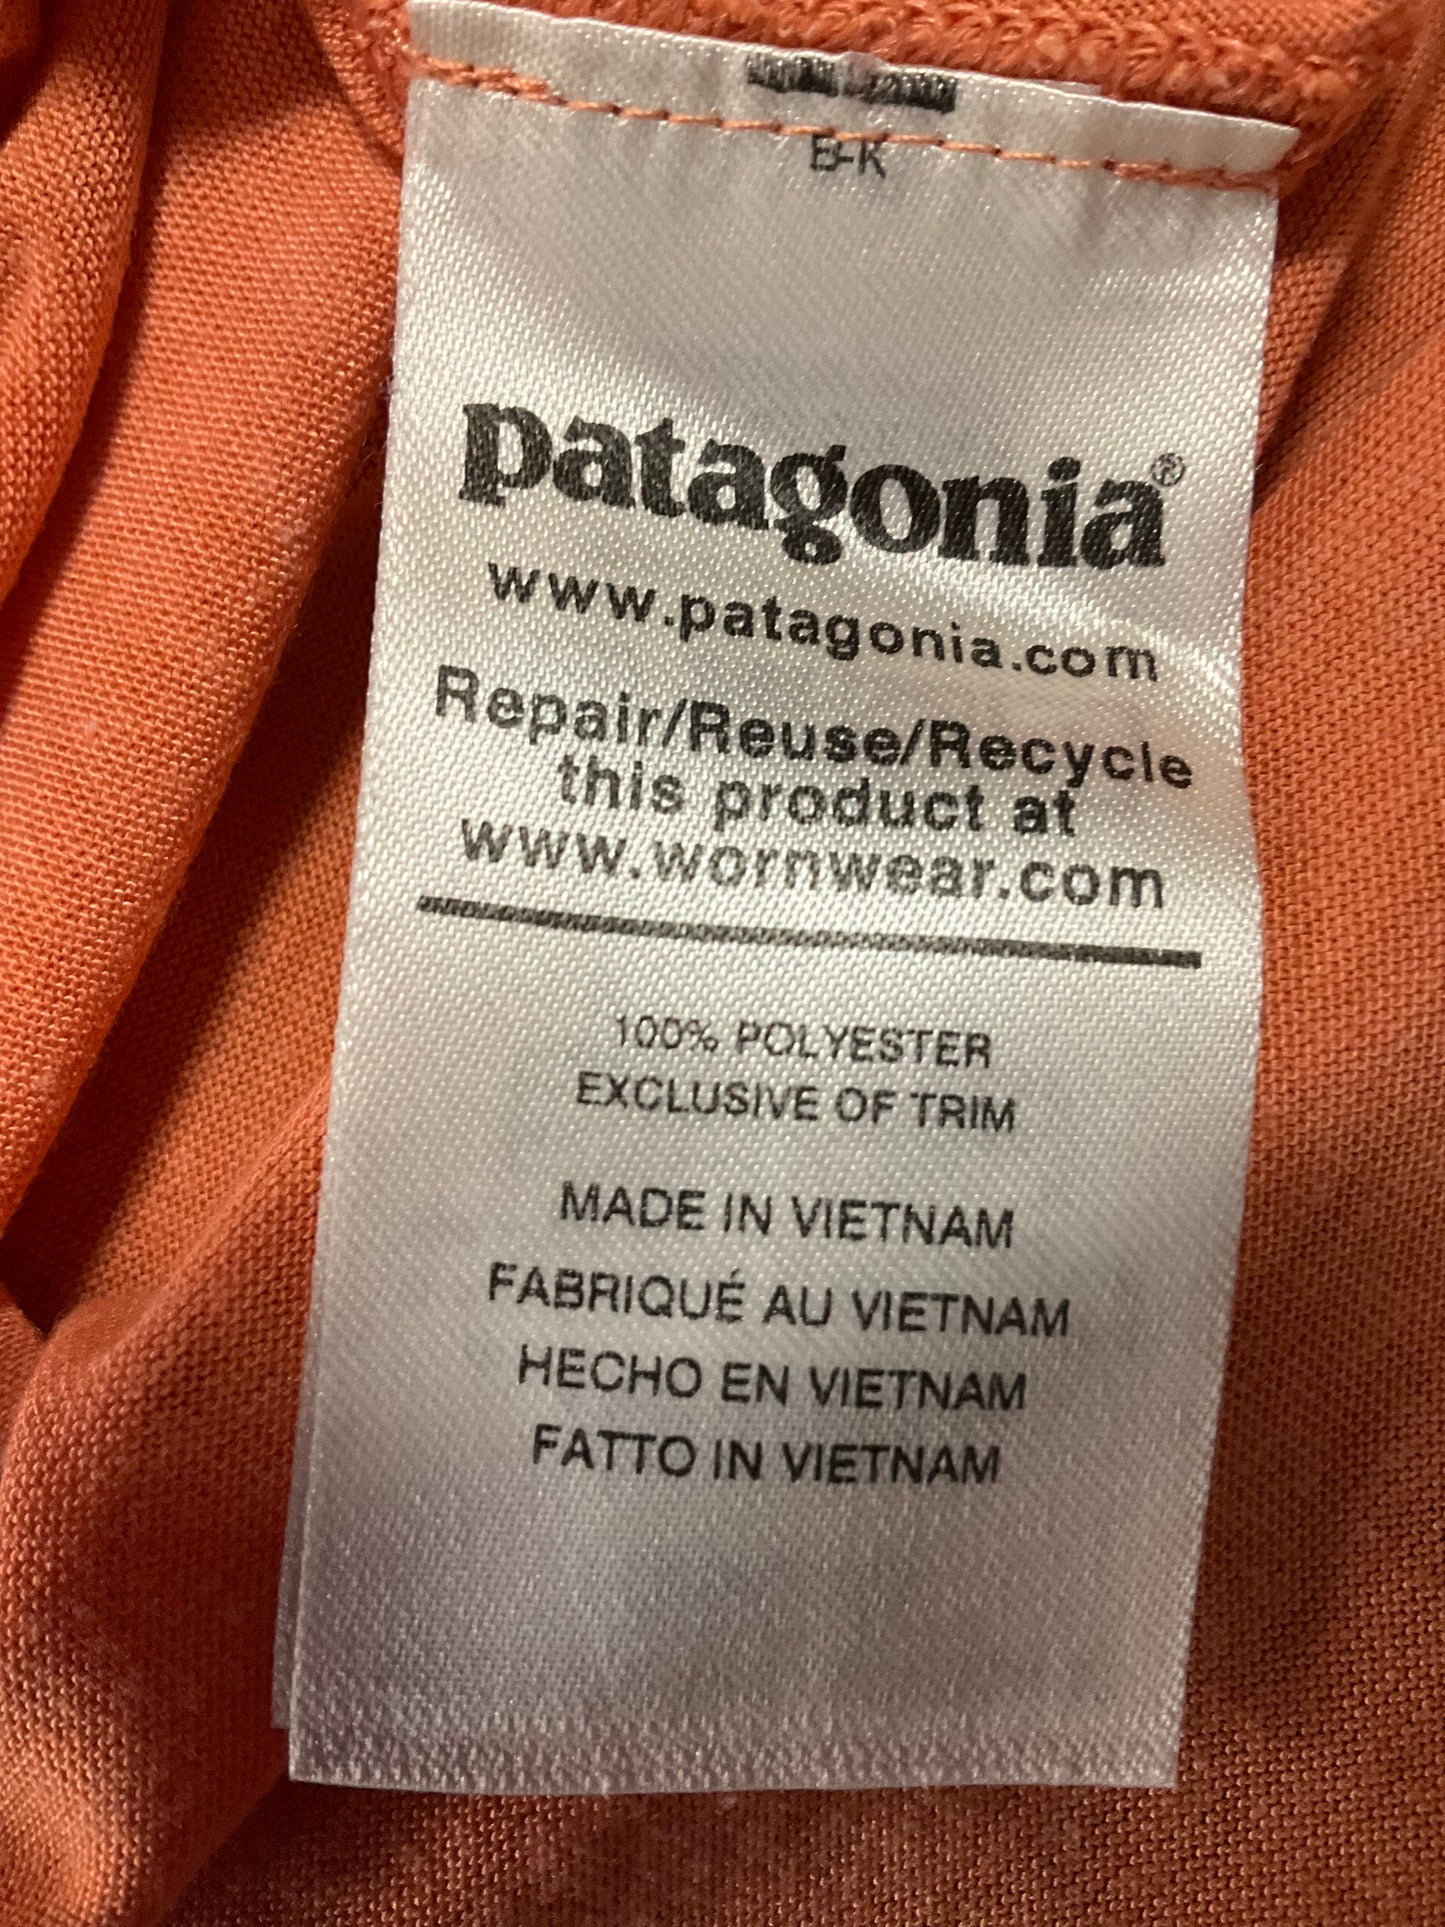 patagonia®
www.patagonia.com
Repair/Reuse/Recycle
this product at
www.wornwear.com
100% POLYESTER
EXCLUSIVE OF TRIM
MADE IN VIETNAM
FABRIQUÉ AU VIETNAM
HECHO EN VIETNAM
FATTO IN VIETNAM